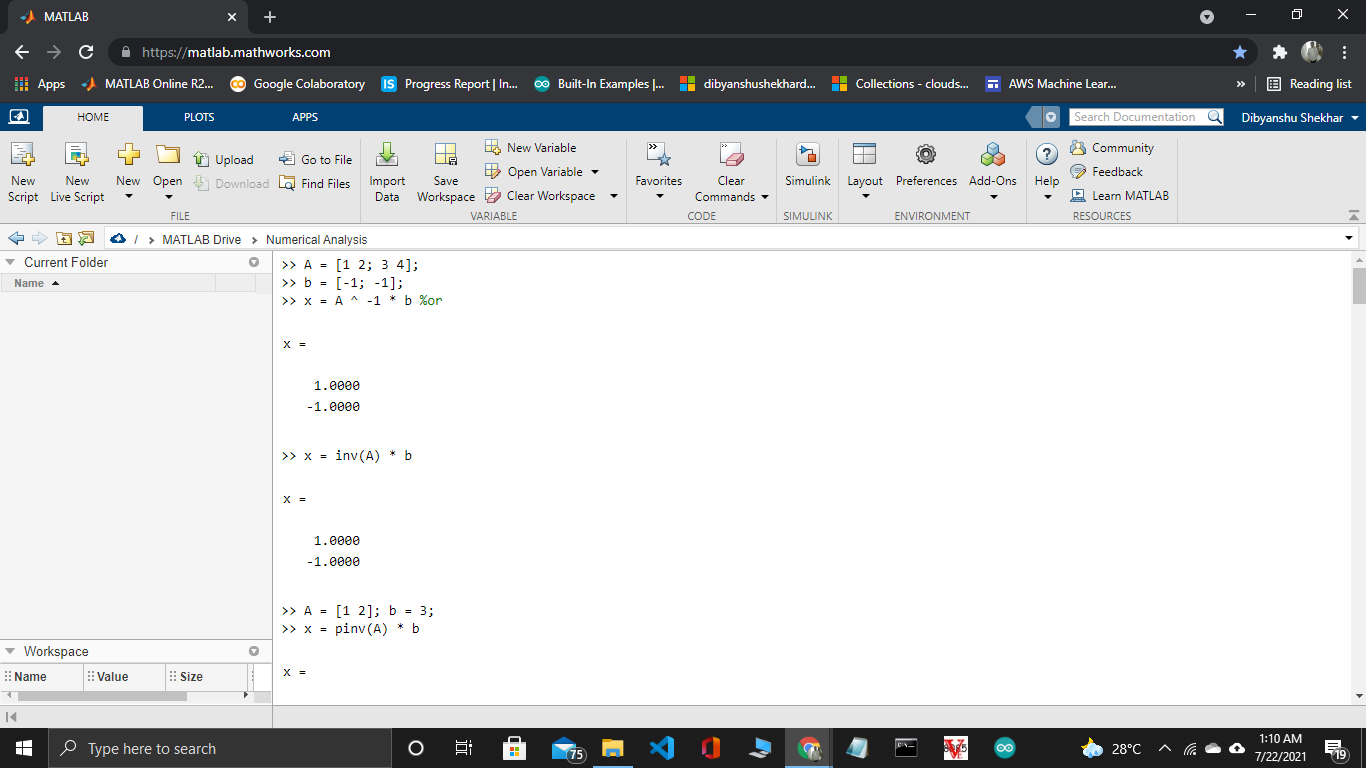 MATLAB
https://matlab.mathworks.com
Apps
MATLAB Online R2...
Google Colaboratory
Progress Report | In...
Built-In Examples |...
dibyanshushekhard...
Collections - clouds...
AWS Machine Lear...
»
Reading list
HOME
PLOTS
APPS
Search Documentation
Dibyanshu Shekhar
New Script
New Live Script
New
Open
Upload
Download
Go to File
Find Files
FILE
Import Data
Save Workspace
New Variable
Open Variable
Clear Workspace
VARIABLE
Favorites
Clear Commands
CODE
Simulink
SIMULINK
Layout
Preferences
Add-Ons
ENVIRONMENT
Help
Community
Feedback
Learn MATLAB
RESOURCES
/ > MATLAB Drive > Numerical Analysis
Current Folder
Name
>> A = [1 2; 3 4];
>> b = [-1; -1];
>> x = A ^ -1 * b %or
x =
1.0000
-1.0000
>> x = inv(A) * b
x =
1.0000
-1.0000
>> A = [1 2]; b = 3;
>> x = pinv(A) * b
x =
Workspace
Name
Value
Size
Type here to search
75
28°C
1:10 AM
7/22/2021
19